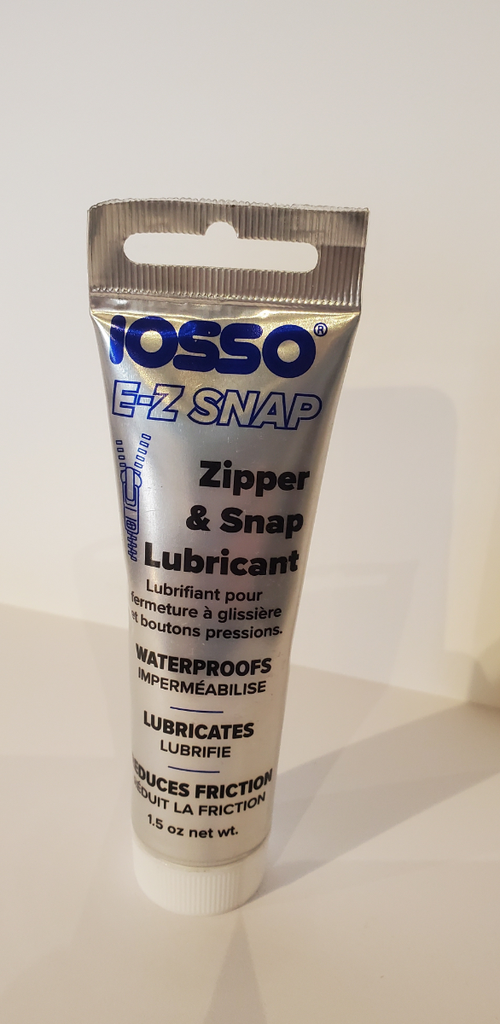 IOSSO®
E-Z SNAP
Zipper
& Snap
Lubricant
Lubrifiant pour
fermeture à glissière
et boutons pressions.
WATERPROOFS
IMPERMÉABILISE
LUBRICATES
LUBRIFIE
REDUCES FRICTION
RÉDUIT LA FRICTION
1.5 oz net wt.